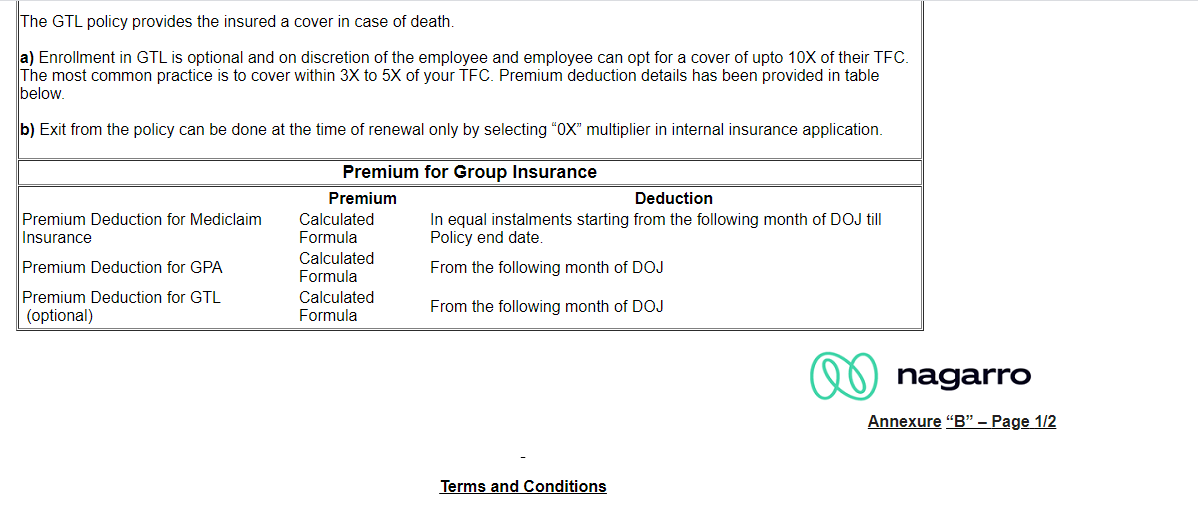 The GTL policy provides the insured a cover in case of death.
a) Enrollment in GTL is optional and on discretion of the employee and employee can opt for a cover of upto 10X of their TFC.
The most common practice is to cover within 3X to 5X of your TFC. Premium deduction details has been provided in table
below.
b) Exit from the policy can be done at the time of renewal only by selecting “0X” multiplier in internal insurance application.
Premium for Group Insurance
Premium Deduction
Premium Deduction for Mediclaim Insurance
Calculated Formula
In equal instalments starting from the following month of DOJ till
Policy end date.
Premium Deduction for GPA
Calculated Formula
From the following month of DOJ
Premium Deduction for GTL
(optional)
Calculated Formula
From the following month of DOJ
nagarro
Annexure “B” – Page 1/2
-
Terms and Conditions